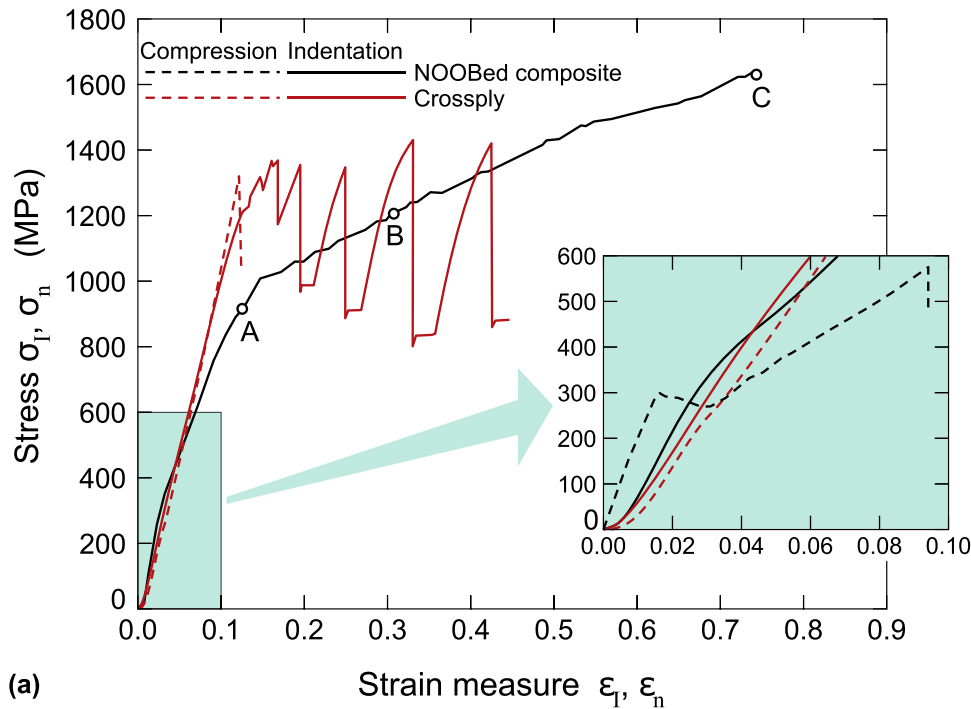 1800
1600
1400
1200
1000
800
600
400
200
0
Stress σI, σn (MPa)
Compression Indentation
NOOBed composite
Crossply
A
B
C
600
500
400
300
200
100
0
0.00 0.02 0.04 0.06 0.08 0.10
0.0 0.1 0.2 0.3 0.4 0.5 0.6 0.7 0.8 0.9
(a)
Strain measure εI, εn